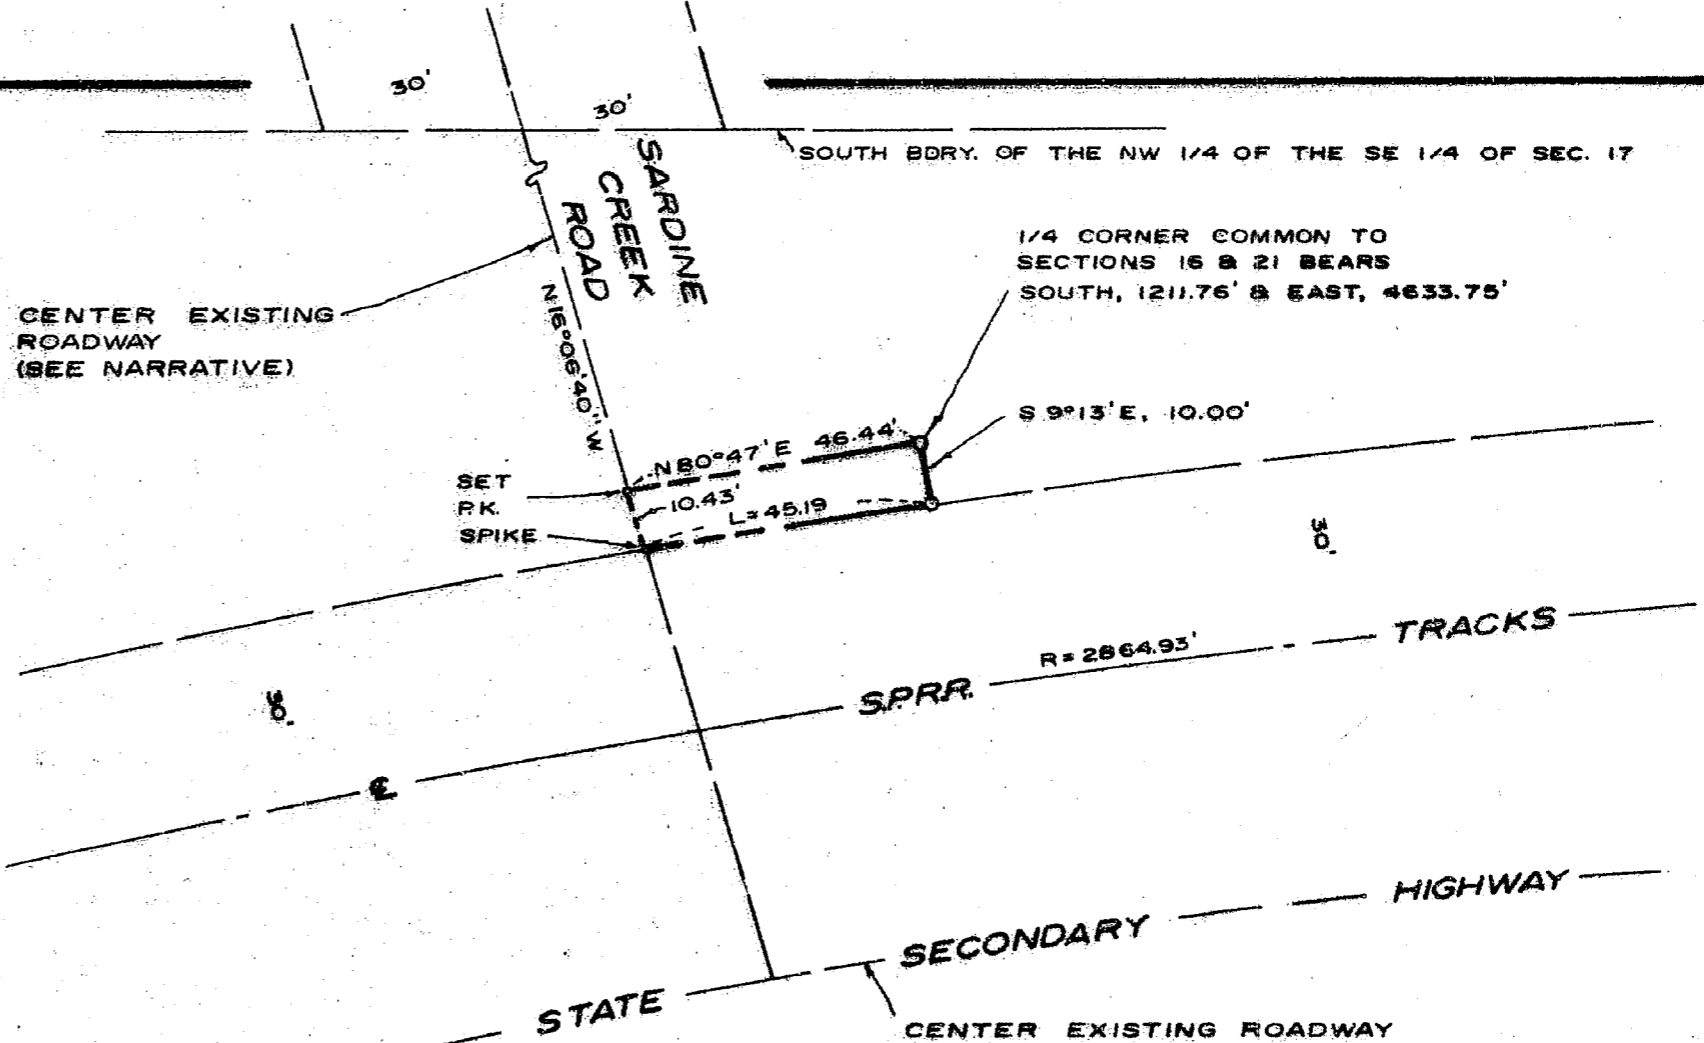 30'
30'
SOUTH BDRY. OF THE NW 1/4 OF THE SE 1/4 OF SEC. 17
SARDINE
CREEK
ROAD
1/4 CORNER COMMON TO
SECTIONS 16 & 21 BEARS
SOUTH, 1211.76' & EAST, 4633.75'
CENTER EXISTING
ROADWAY
(SEE NARRATIVE)
N 16°06'40" W
S 9°13' E, 10.00'
N 80°47' E 46.44'
SET
P.K.
SPIKE
10.43'
L = 45.19
30'
R = 2864.93'
TRACKS
S.P.R.R.
30'
℄
HIGHWAY
SECONDARY
STATE
CENTER EXISTING ROADWAY